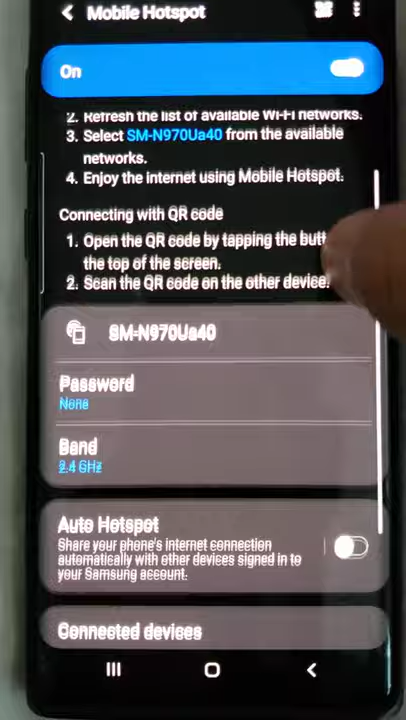 Mobile Hotspot
On
2. Refresh the list of available Wi-Fi networks.
3. Select SM-N970Ua40 from the available
networks.
4. Enjoy the internet using Mobile Hotspot.
Connecting with QR code
1. Open the QR code by tapping the butt
the top of the screen.
2. Scan the QR code on the other device.
SM-N970Ua40
Password
None
Band
2.4 GHz
Auto Hotspot
Share your phone's internet connection
automatically with other devices signed in to
your Samsung account.
Connected devices